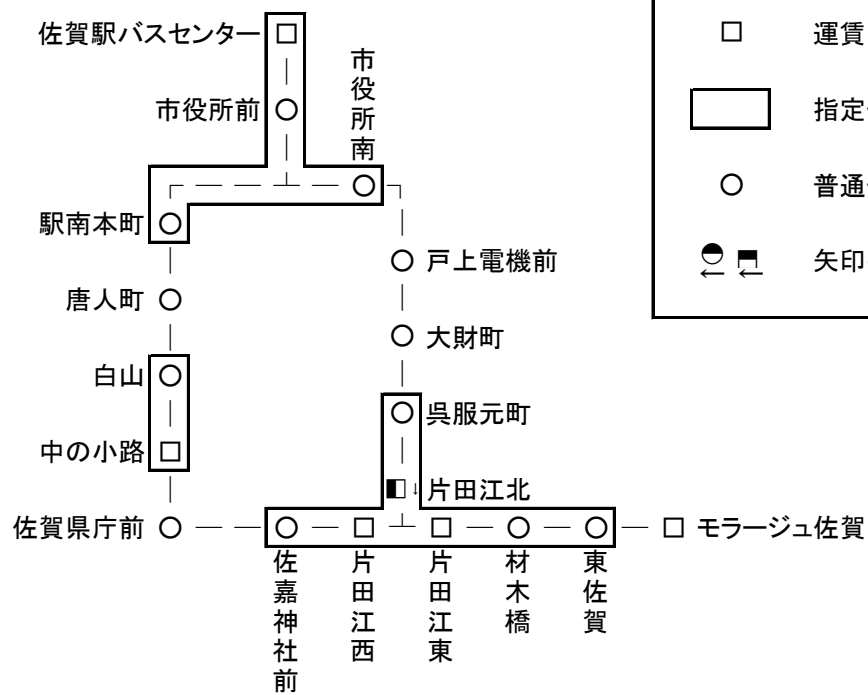 佐賀駅バスセンター
市役所前
市役所南
駅南本町
戸上電機前
唐人町
大財町
白山
呉服元町
中の小路
片田江北
佐賀県庁前
モラージュ佐賀
佐嘉神社前
片田江西
片田江東
材木橋
東佐賀
運賃
指定
普通
矢印